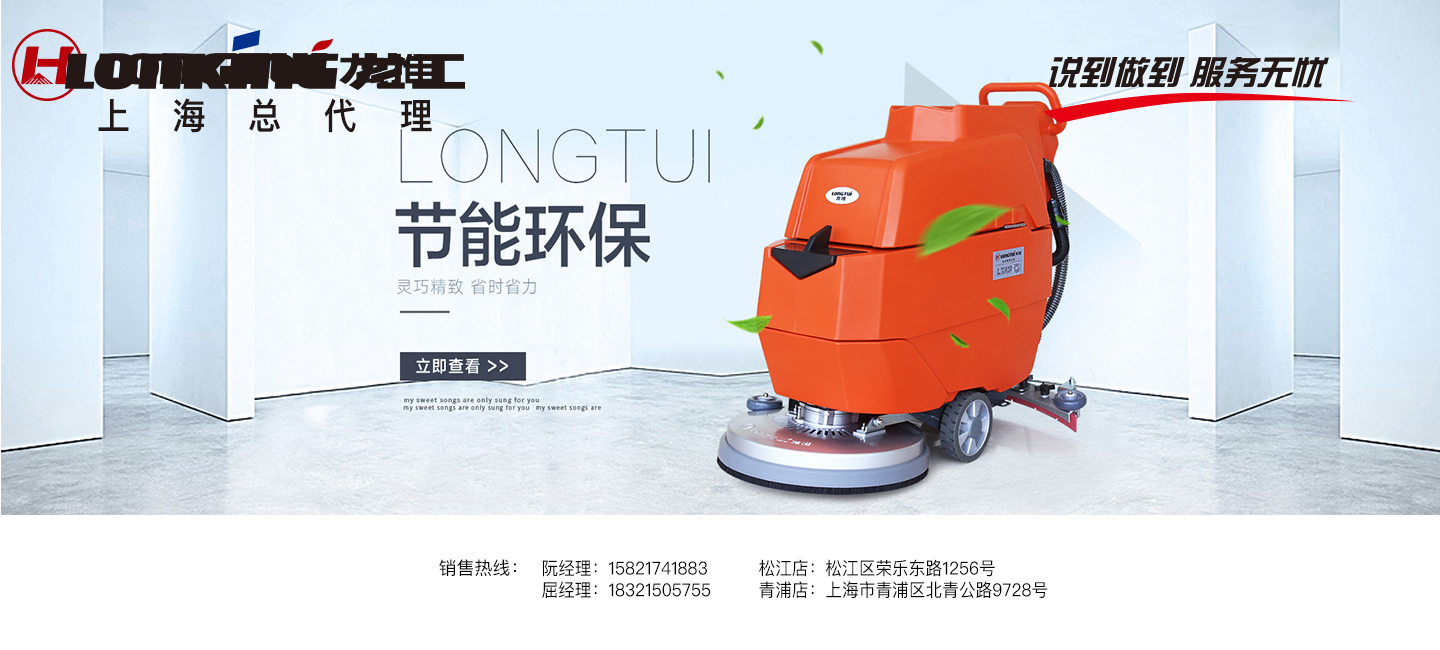 H
上海总代理
说到做到 服务无忧
LONGTUI
节能环保
灵巧精致 省时省力
立即查看 >>
my sweet songs are only sung for you
my sweet songs are only sung for you my sweet songs are
LONGTUI
龙推
销售热线： 阮经理：15821741883 松江店：松江区荣乐东路1256号
屈经理：18321505755 青浦店：上海市青浦区北青公路9728号